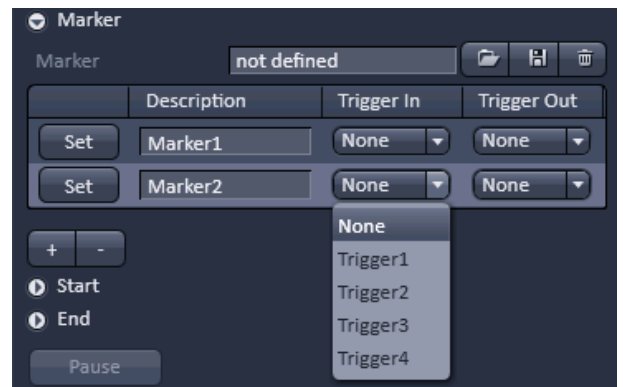 Marker
Marker not defined
Description Trigger In Trigger Out
Set Marker1 None None
Set Marker2 None None
None
Trigger1
+ -
Start
Trigger2
End
Trigger3
Trigger4
Pause